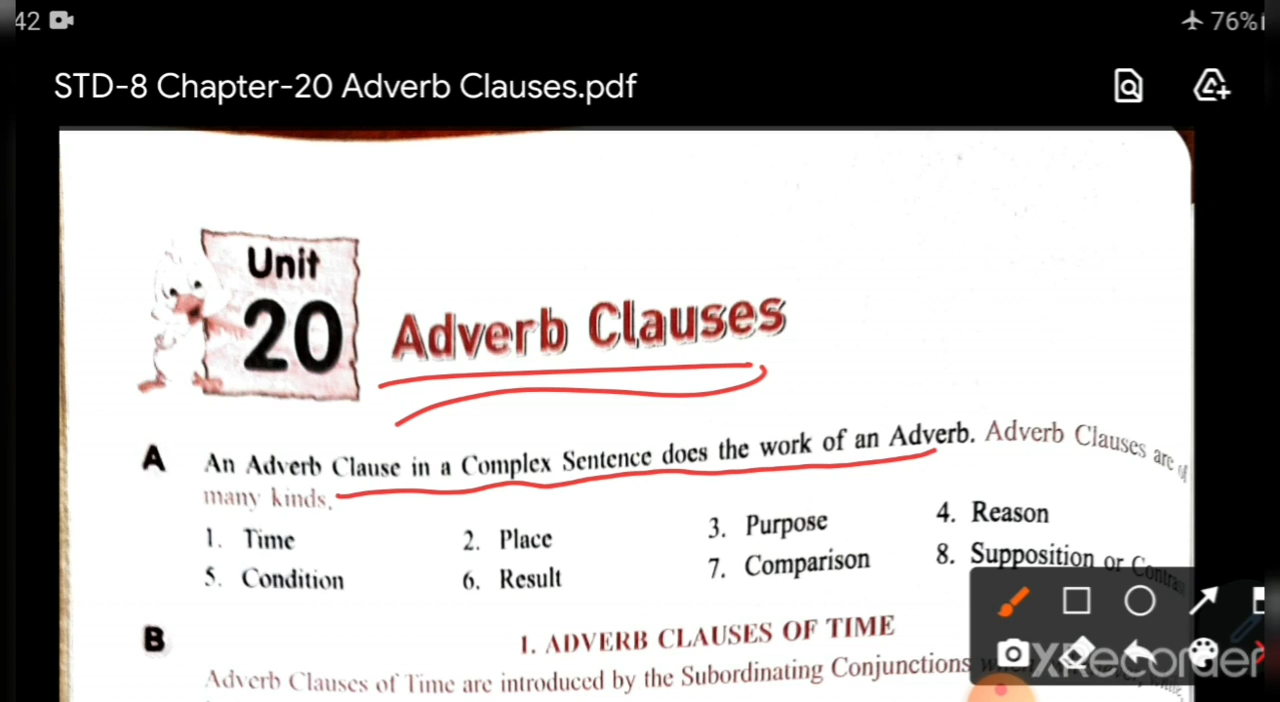 42
76%
STD-8 Chapter-20 Adverb Clauses.pdf
Unit
20
Adverb Clauses
A An Adverb Clause in a Complex Sentence does the work of an Adverb. Adverb Clauses are of
many kinds.
1. Time 2. Place 3. Purpose 4. Reason
5. Condition 6. Result 7. Comparison 8. Supposition or
B 1. ADVERB CLAUSES OF TIME
Adverb Clauses of Time are introduced by the Subordinating Conjunctions
XRecorder